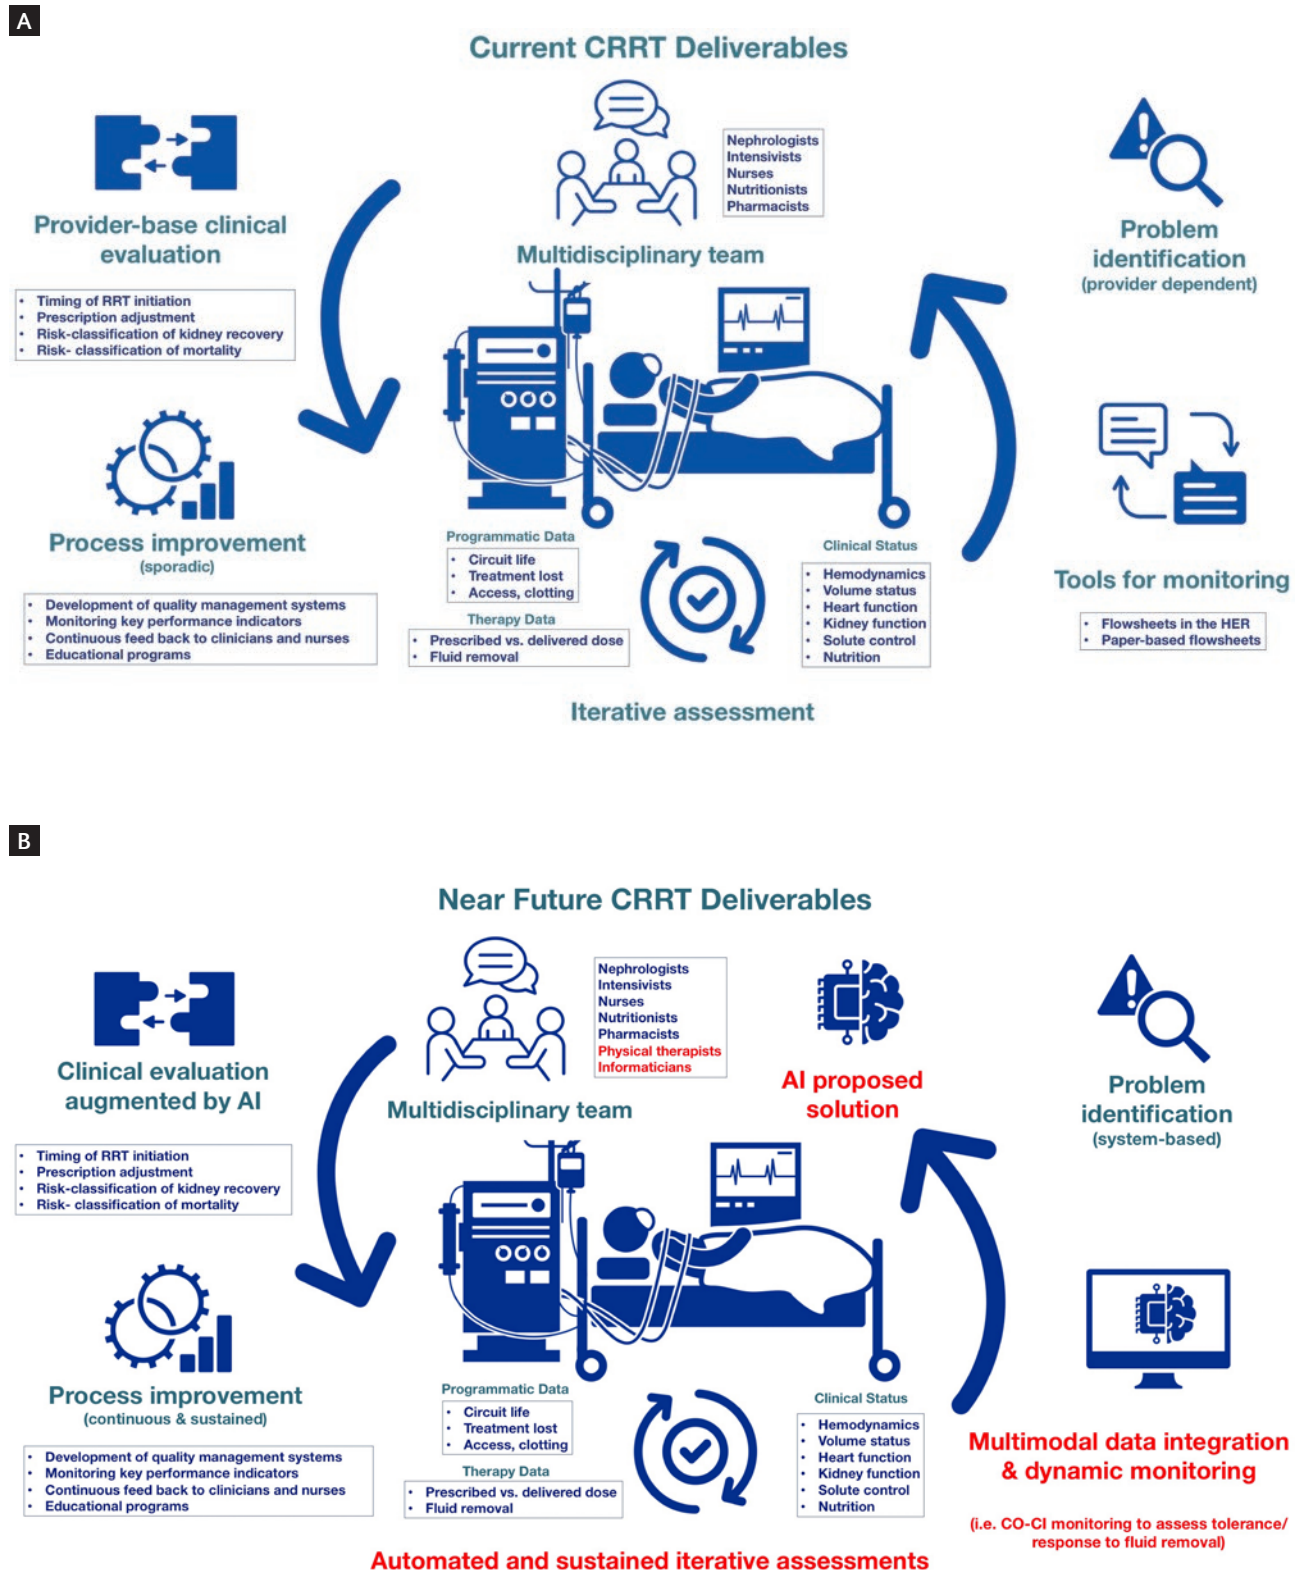 A
Current CRRT Deliverables
Provider-base clinical
evaluation
• Timing of RRT initiation
• Prescription adjustment
• Risk-classification of kidney recovery
• Risk- classification of mortality
Process improvement
(sporadic)
• Development of quality management systems
• Monitoring key performance indicators
• Continuous feed back to clinicians and nurses
• Educational programs
Nephrologists
Intensivists
Nurses
Nutritionists
Pharmacists
Multidisciplinary team
Programmatic Data
• Circuit life
• Treatment lost
• Access, clotting
Therapy Data
• Prescribed vs. delivered dose
• Fluid removal
Clinical Status
• Hemodynamics
• Volume status
• Heart function
• Kidney function
• Solute control
• Nutrition
Iterative assessment
Problem
identification
(provider dependent)
Tools for monitoring
• Flowsheets in the HER
• Paper-based flowsheets
B
Near Future CRRT Deliverables
Clinical evaluation
augmented by AI
• Timing of RRT initiation
• Prescription adjustment
• Risk-classification of kidney recovery
• Risk- classification of mortality
Process improvement
(continuous & sustained)
• Development of quality management systems
• Monitoring key performance indicators
• Continuous feed back to clinicians and nurses
• Educational programs
Nephrologists
Intensivists
Nurses
Nutritionists
Pharmacists
Physical therapists
Informaticians
Multidisciplinary team
AI proposed
solution
Programmatic Data
• Circuit life
• Treatment lost
• Access, clotting
Therapy Data
• Prescribed vs. delivered dose
• Fluid removal
Clinical Status
• Hemodynamics
• Volume status
• Heart function
• Kidney function
• Solute control
• Nutrition
Automated and sustained iterative assessments
Problem
identification
(system-based)
Multimodal data integration
& dynamic monitoring
(i.e. CO-CI monitoring to assess tolerance/
response to fluid removal)